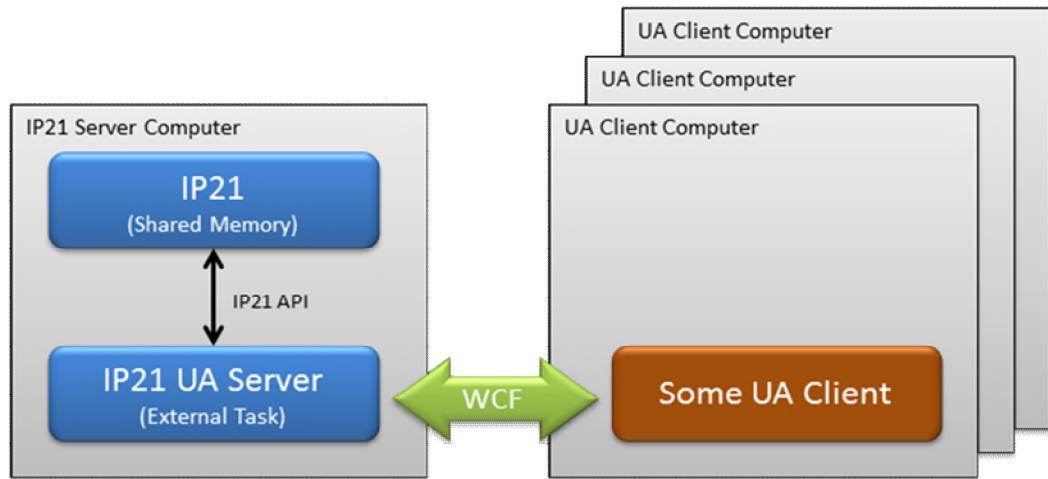 UA Client Computer
UA Client Computer
UA Client Computer
IP21 Server Computer
IP21
(Shared Memory)
IP21 API
IP21 UA Server
(External Task)
WCF
Some UA Client